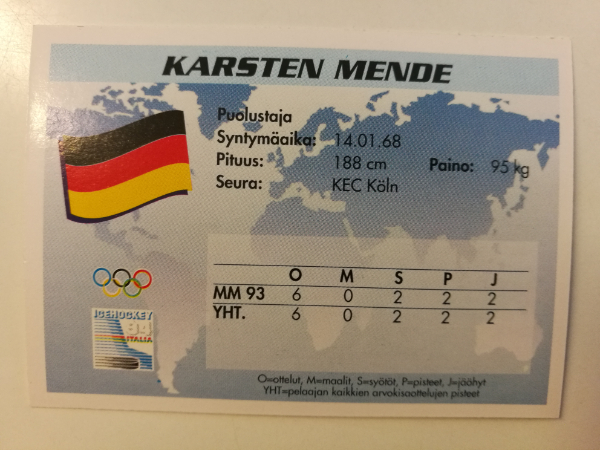 KARSTEN MENDE
Puolustaja
Syntymäaika: 14.01.68
Pituus: 188 cm Paino: 95 kg
Seura: KEC Köln
O M S P J
MM 93 6 0 2 2 2
YHT. 6 0 2 2 2
ICEHOCKEY
94
ITALIA
O=ottelut, M=maalit, S=syötöt, P=pisteet, J=jäähyt
YHT=pelaajan kaikkien arvokisaottelujen pisteet